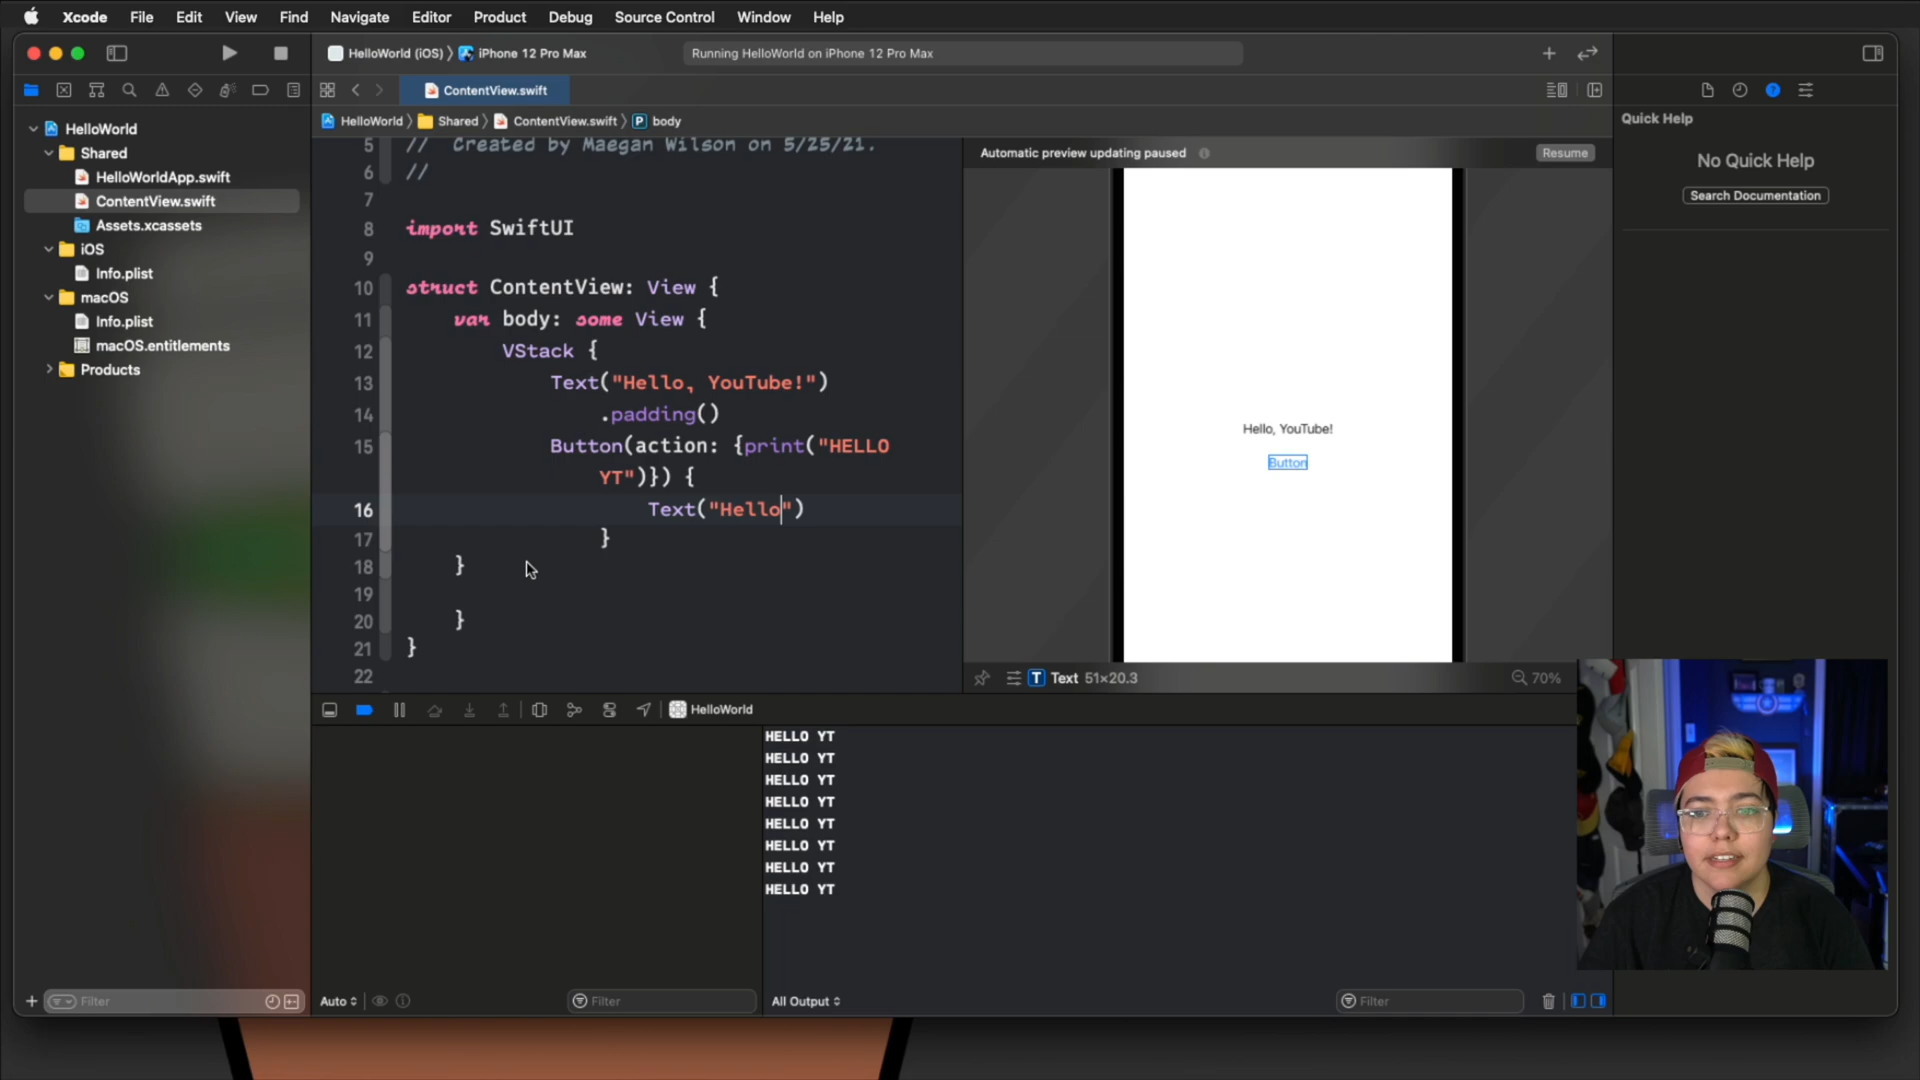 Xcode File Edit View Find Navigate Editor Product Debug Source Control Window Help
HelloWorld (iOS) iPhone 12 Pro Max Running HelloWorld on iPhone 12 Pro Max
ContentView.swift
HelloWorld Shared ContentView.swift P body
HelloWorld
Shared
HelloWorldApp.swift
ContentView.swift
Assets.xcassets
iOS
Info.plist
macOS
Info.plist
macOS.entitlements
Products
5 // Created by Maegan Wilson on 5/25/21.
6 //
7
8 import SwiftUI
9
10 struct ContentView: View {
11 var body: some View {
12 VStack {
13 Text("Hello, YouTube!")
14 .padding()
15 Button(action: {print("HELLO
YT")}) {
16 Text("Hello")
17 }
18 }
19
20 }
21 }
22
Automatic preview updating paused Resume
Hello, YouTube!
Button
T Text 51×20.3 70%
Quick Help
No Quick Help
Search Documentation
HelloWorld
HELLO YT
HELLO YT
HELLO YT
HELLO YT
HELLO YT
HELLO YT
HELLO YT
HELLO YT
Filter
Auto Filter
All Output Filter